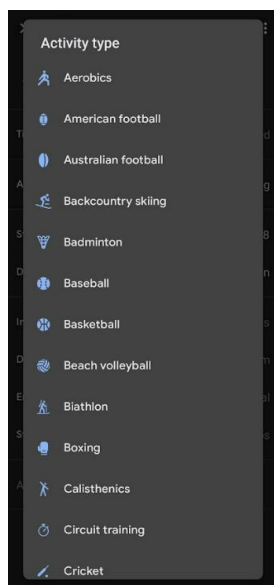 Activity type
Aerobics
American football
Australian football
Backcountry skiing
Badminton
Baseball
Basketball
Beach volleyball
Biathlon
Boxing
Calisthenics
Circuit training
Cricket